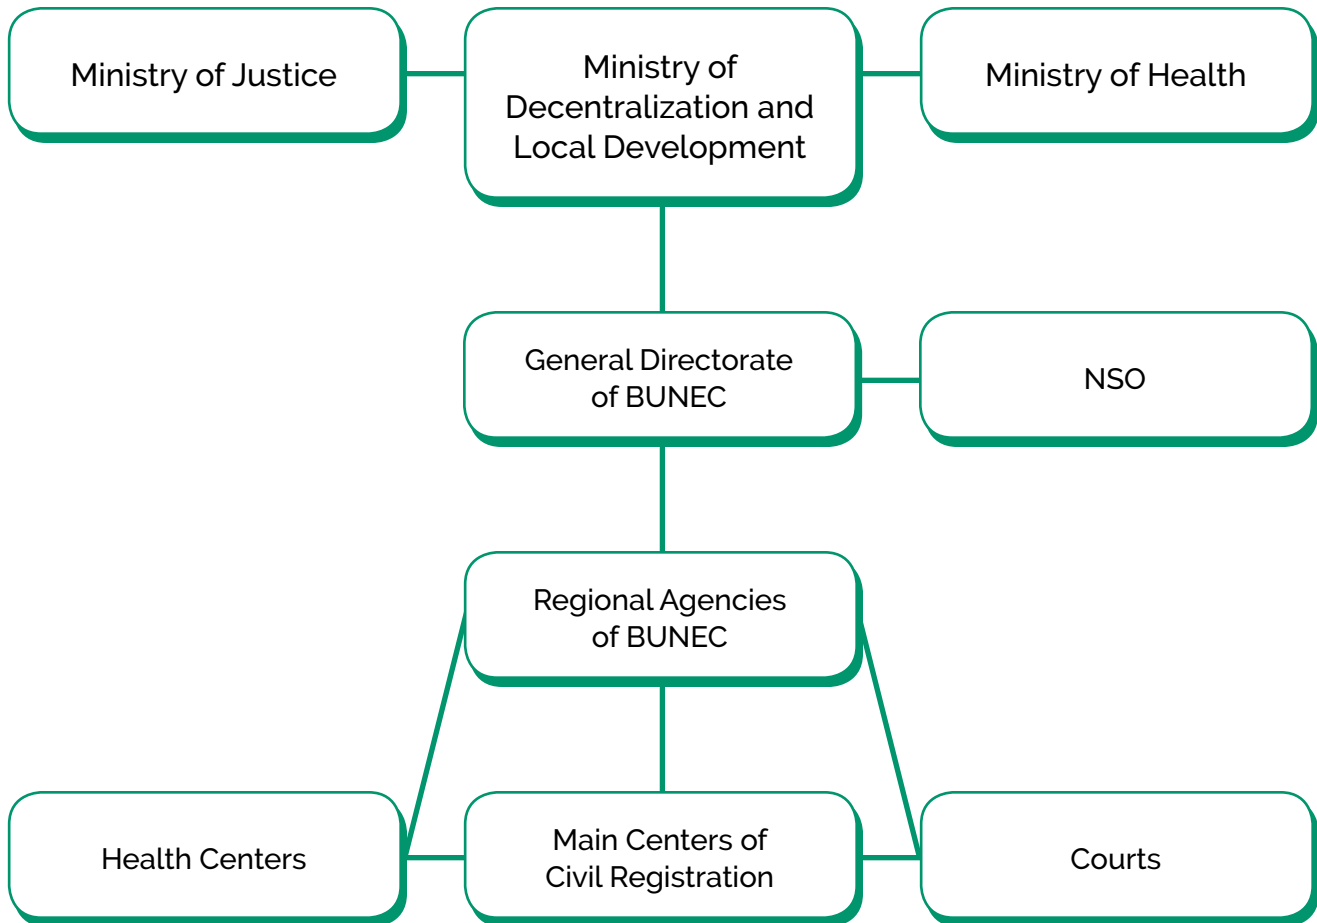 Ministry of Justice
Ministry of
Decentralization and
Local Development
Ministry of Health
General Directorate
of BUNEC
NSO
Regional Agencies
of BUNEC
Health Centers
Main Centers of
Civil Registration
Courts